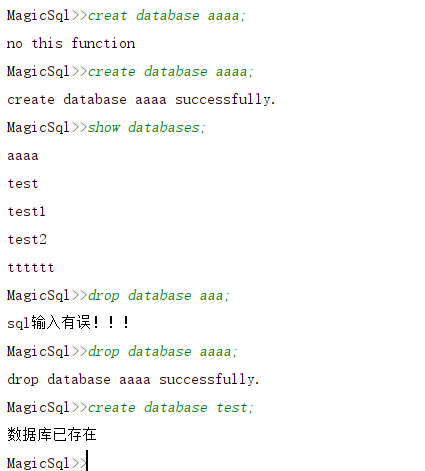 MagicSql>>creat database aaaa;
no this function
MagicSql>>create database aaaa;
create database aaaa successfully.
MagicSql>>show databases;
aaaa
test
test1
test2
tttttt
MagicSql>>drop database aaa;
sql输入有误！！！
MagicSql>>drop database aaaa;
drop database aaaa successfully.
MagicSql>>create database test;
数据库已存在
MagicSql>>